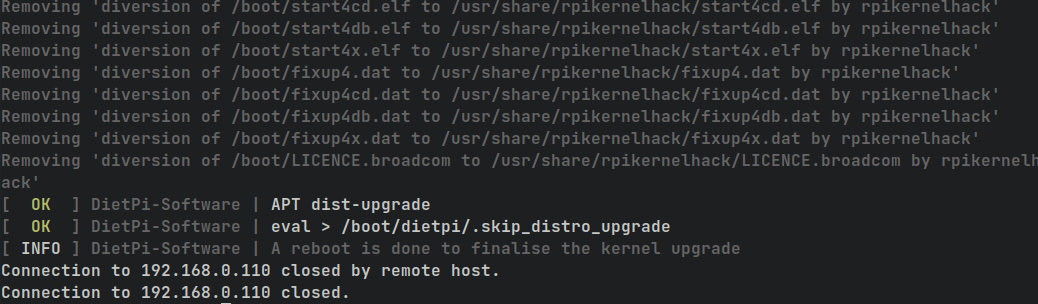 Removing 'diversion of /boot/start4cd.elf to /usr/share/rpikernelhack/start4cd.elf by rpikernelhack'
Removing 'diversion of /boot/start4db.elf to /usr/share/rpikernelhack/start4db.elf by rpikernelhack'
Removing 'diversion of /boot/start4x.elf to /usr/share/rpikernelhack/start4x.elf by rpikernelhack'
Removing 'diversion of /boot/fixup4.dat to /usr/share/rpikernelhack/fixup4.dat by rpikernelhack'
Removing 'diversion of /boot/fixup4cd.dat to /usr/share/rpikernelhack/fixup4cd.dat by rpikernelhack'
Removing 'diversion of /boot/fixup4db.dat to /usr/share/rpikernelhack/fixup4db.dat by rpikernelhack'
Removing 'diversion of /boot/fixup4x.dat to /usr/share/rpikernelhack/fixup4x.dat by rpikernelhack'
Removing 'diversion of /boot/LICENCE.broadcom to /usr/share/rpikernelhack/LICENCE.broadcom by rpikernelh
ack'
[  OK  ] DietPi-Software | APT dist-upgrade
[  OK  ] DietPi-Software | eval > /boot/dietpi/.skip_distro_upgrade
[ INFO ] DietPi-Software | A reboot is done to finalise the kernel upgrade
Connection to 192.168.0.110 closed by remote host.
Connection to 192.168.0.110 closed.